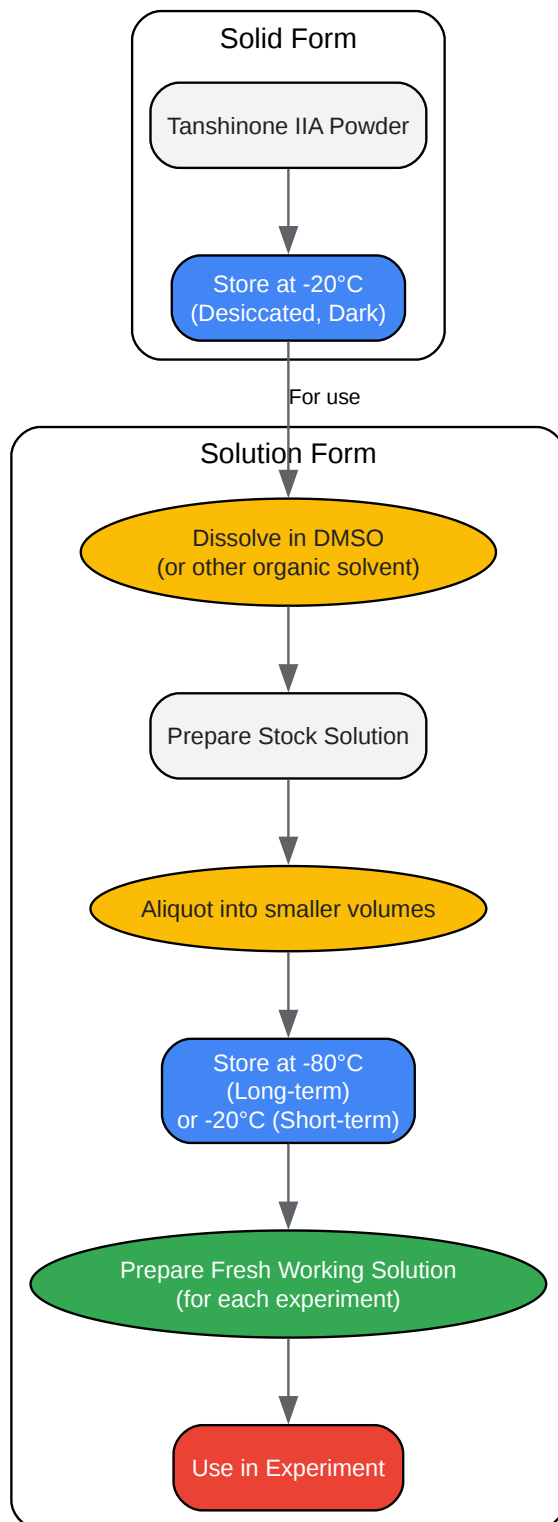 Solid Form
Tanshinone IIA Powder
Store at -20°C
(Desiccated, Dark)
For use
Solution Form
Dissolve in DMSO
(or other organic solvent)
Prepare Stock Solution
Aliquot into smaller volumes
Store at -80°C
(Long-term)
or -20°C (Short-term)
Prepare Fresh Working Solution
(for each experiment)
Use in Experiment